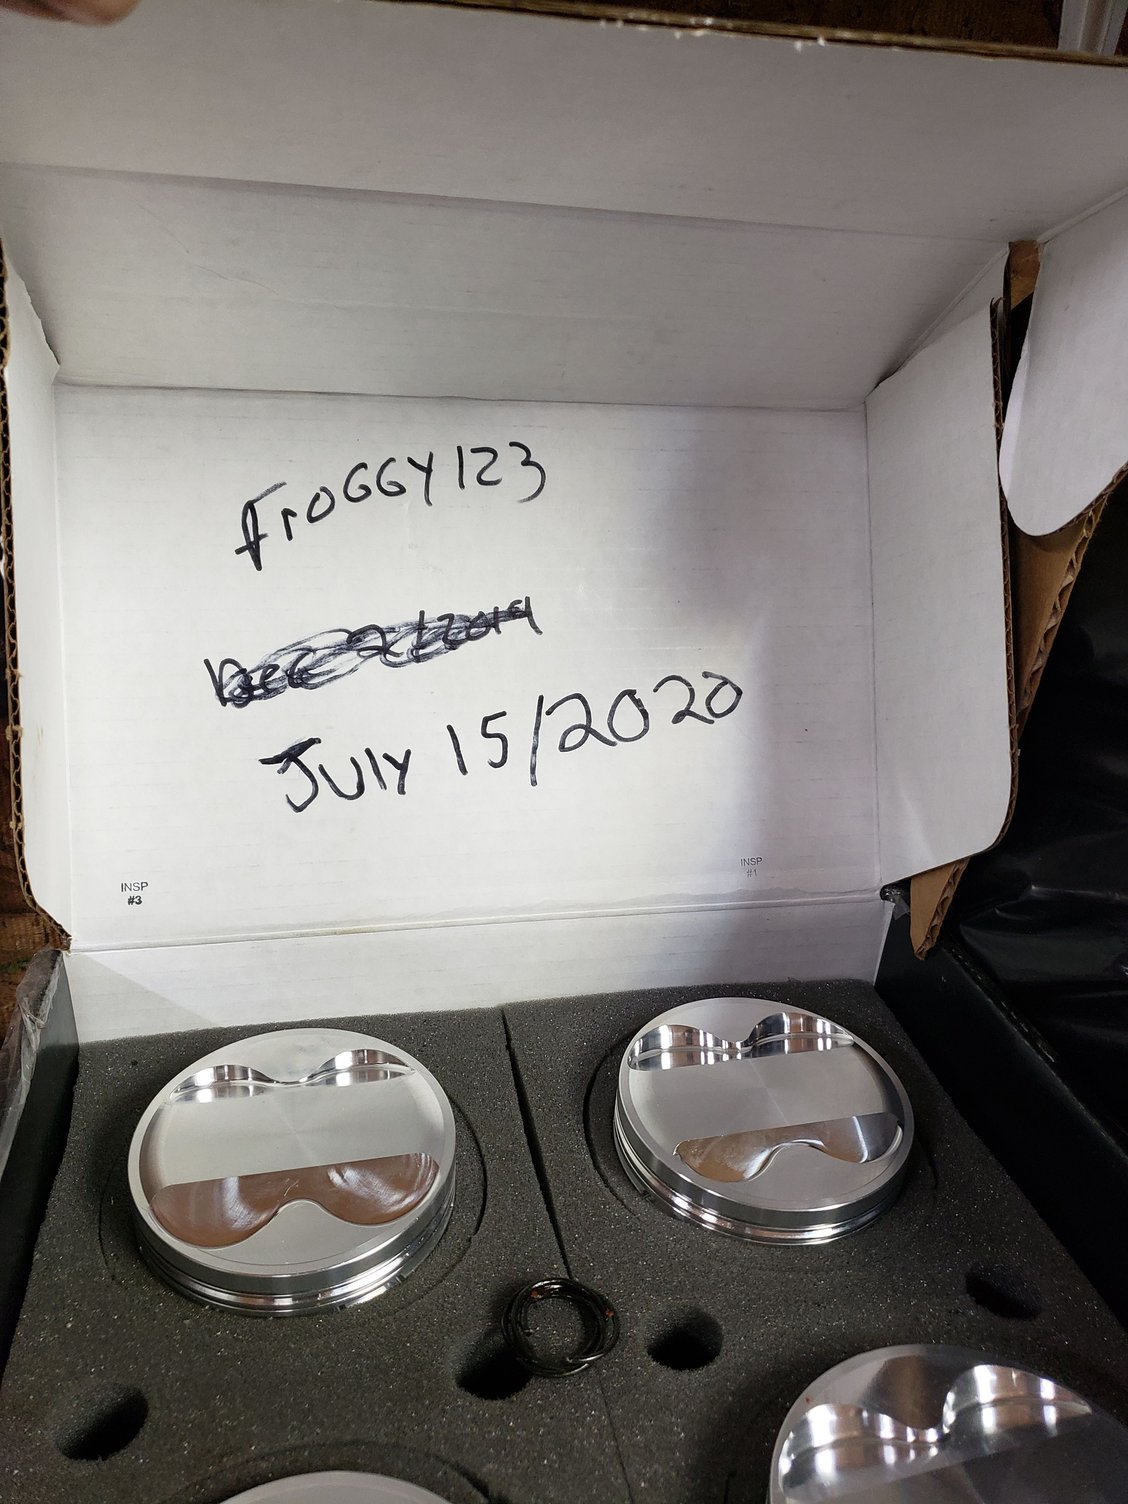 FroGGY123
July 15/2020
INSP
#3
INSP
#1